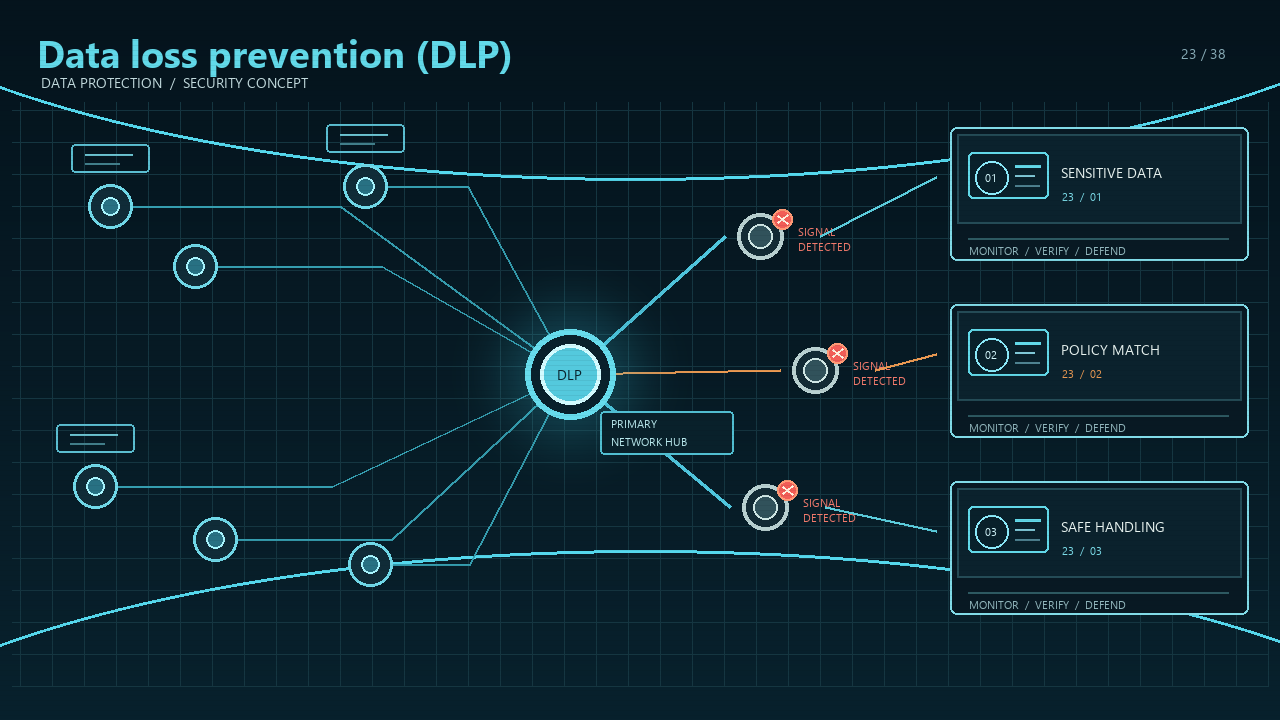 Data loss prevention (DLP)
DATA PROTECTION / SECURITY CONCEPT
23 / 38
DLP
PRIMARY
NETWORK HUB
SIGNAL
DETECTED
SIGNAL
DETECTED
SIGNAL
DETECTED
01
SENSITIVE DATA
23 / 01
MONITOR / VERIFY / DEFEND
02
POLICY MATCH
23 / 02
MONITOR / VERIFY / DEFEND
03
SAFE HANDLING
23 / 03
MONITOR / VERIFY / DEFEND